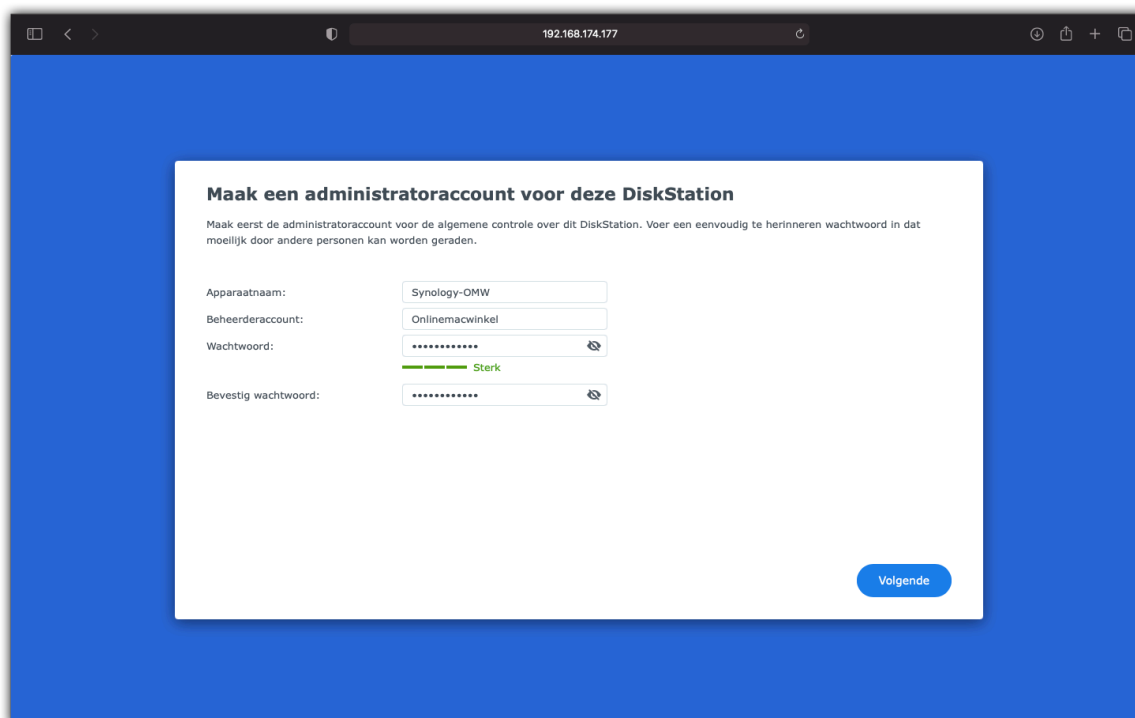 192.168.174.177
Maak een administratoraccount voor deze DiskStation
Maak eerst de administratoraccount voor de algemene controle over dit DiskStation. Voer een eenvoudig te herinneren wachtwoord in dat
moeilijk door andere personen kan worden geraden.
Apparaatnaam: Synology-OMW
Beheerderaccount: Onlinemacwinkel
Wachtwoord: ••••••••••••
Sterk
Bevestig wachtwoord: ••••••••••••
Volgende